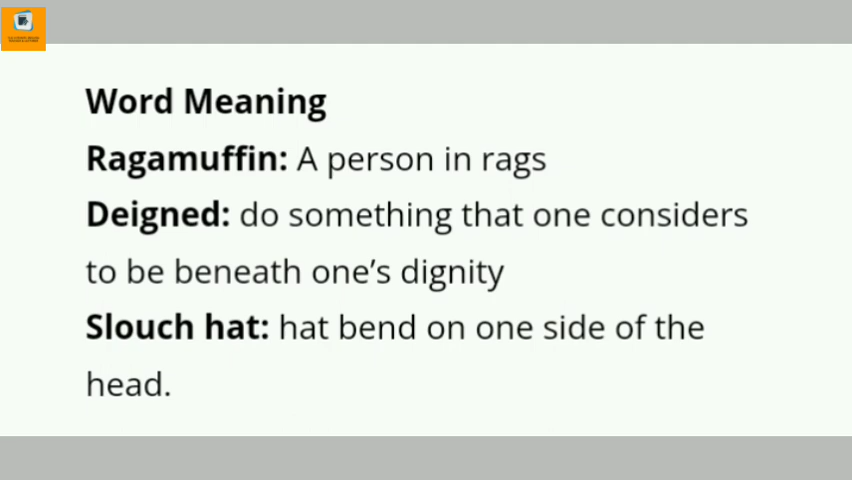 Word Meaning
Ragamuffin: A person in rags
Deigned: do something that one considers
to be beneath one’s dignity
Slouch hat: hat bend on one side of the
head.